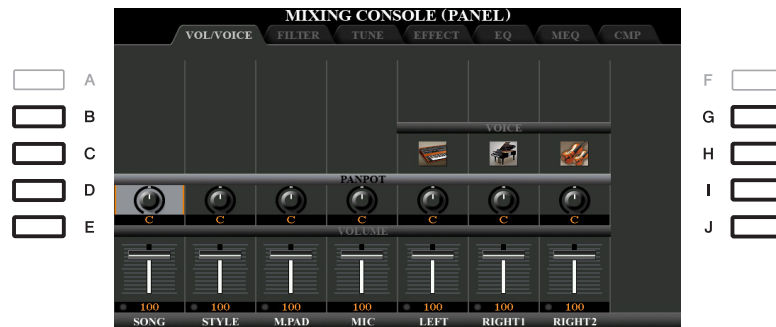 MIXING CONSOLE (PANEL)
VOL/VOICE FILTER TUNE EFFECT EQ MEQ CMP
A F
B G
VOICE
C H
PANPOT
D I
C C C C C C C
E J
VOLUME
100 100 100 100 100 100 100
SONG STYLE M.PAD MIC LEFT RIGHT1 RIGHT2